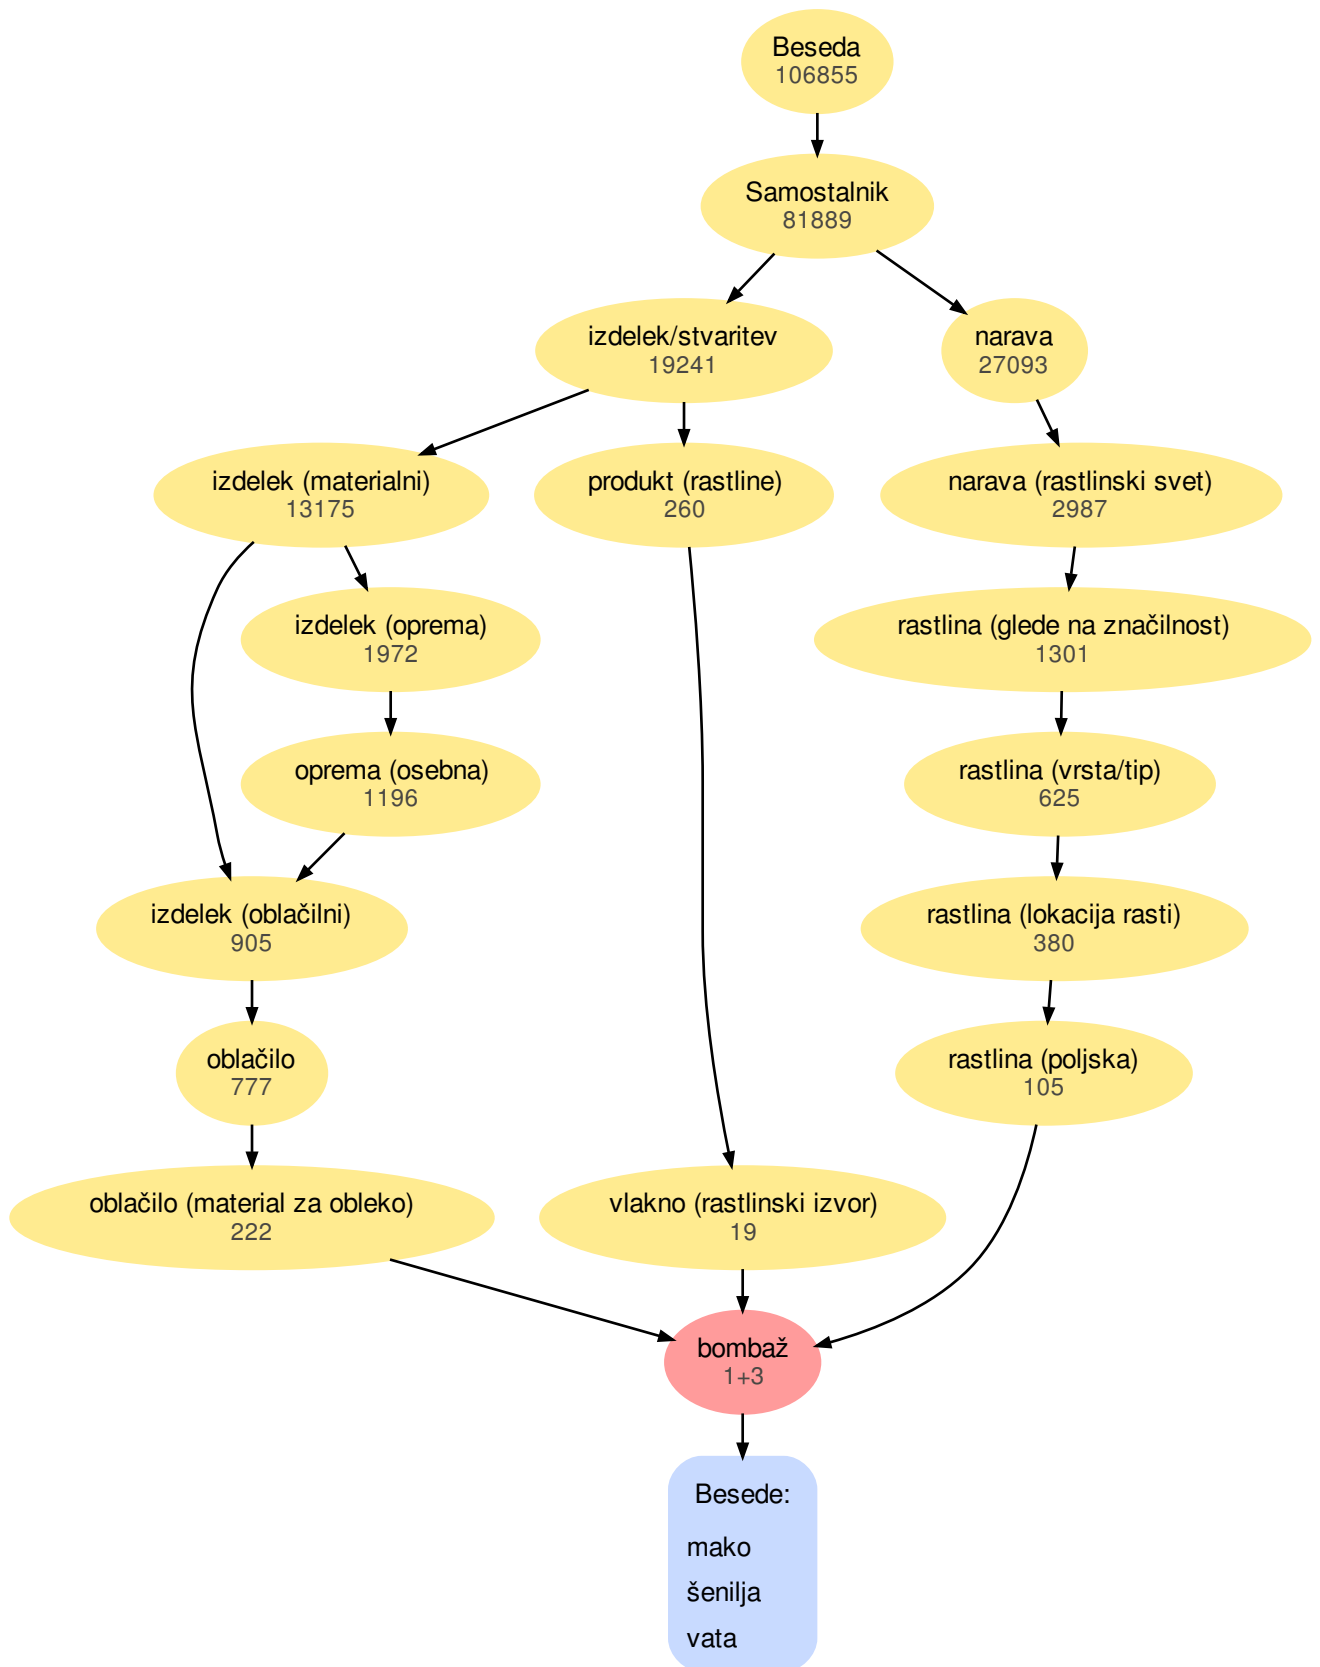 Beseda
106855
Samostalnik
81889
izdelek/stvaritev
19241
narava
27093
izdelek (materialni)
13175
produkt (rastline)
260
narava (rastlinski svet)
2987
izdelek (oprema)
1972
rastlina (glede na značilnost)
1301
oprema (osebna)
1196
rastlina (vrsta/tip)
625
izdelek (oblačilni)
905
rastlina (lokacija rasti)
380
oblačilo
777
rastlina (poljska)
105
oblačilo (material za obleko)
222
vlakno (rastlinski izvor)
19
bombaž
1+3
Besede:
mako
šenilja
vata